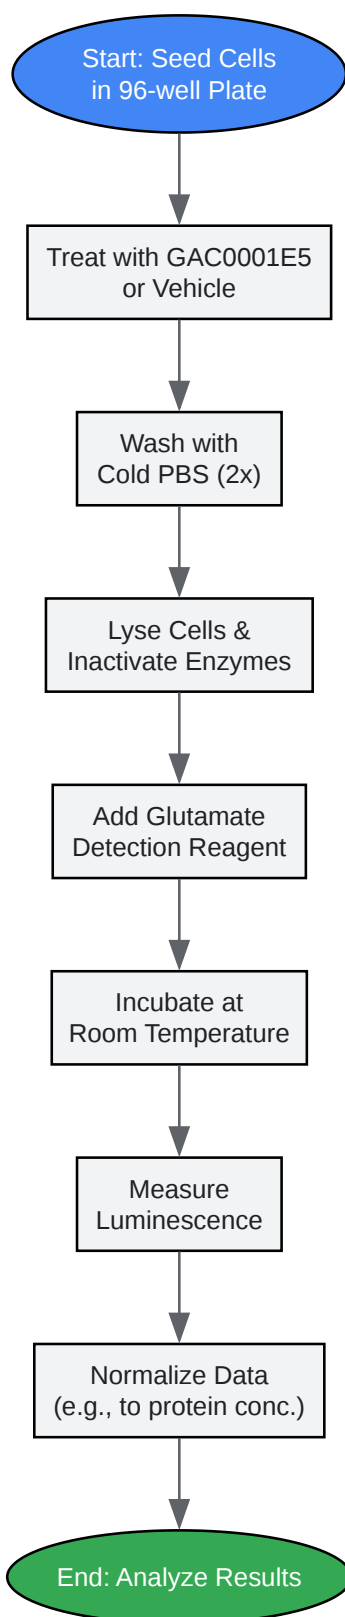 Start: Seed Cells
in 96-well Plate
Treat with GAC0001E5
or Vehicle
Wash with
Cold PBS (2x)
Lyse Cells &
Inactivate Enzymes
Add Glutamate
Detection Reagent
Incubate at
Room Temperature
Measure
Luminescence
Normalize Data
(e.g., to protein conc.)
End: Analyze Results